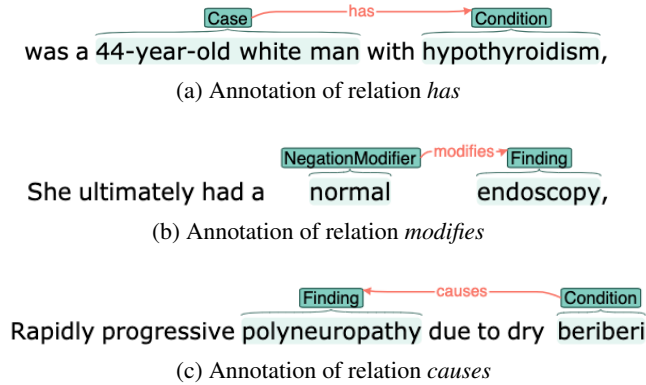 Case has Condition
was a 44-year-old white man with hypothyroidism,
(a) Annotation of relation has
NegationModifier modifies Finding
She ultimately had a normal endoscopy,
(b) Annotation of relation modifies
Finding causes Condition
Rapidly progressive polyneuropathy due to dry beriberi
(c) Annotation of relation causes